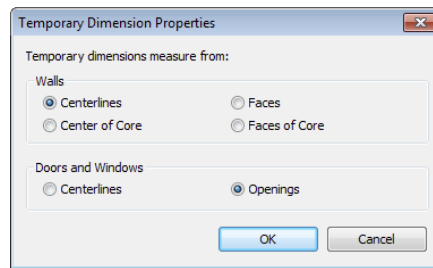 Temporary Dimension Properties
Temporary dimensions measure from:
Walls
Centerlines Faces
Center of Core Faces of Core
Doors and Windows
Centerlines Openings
OK Cancel